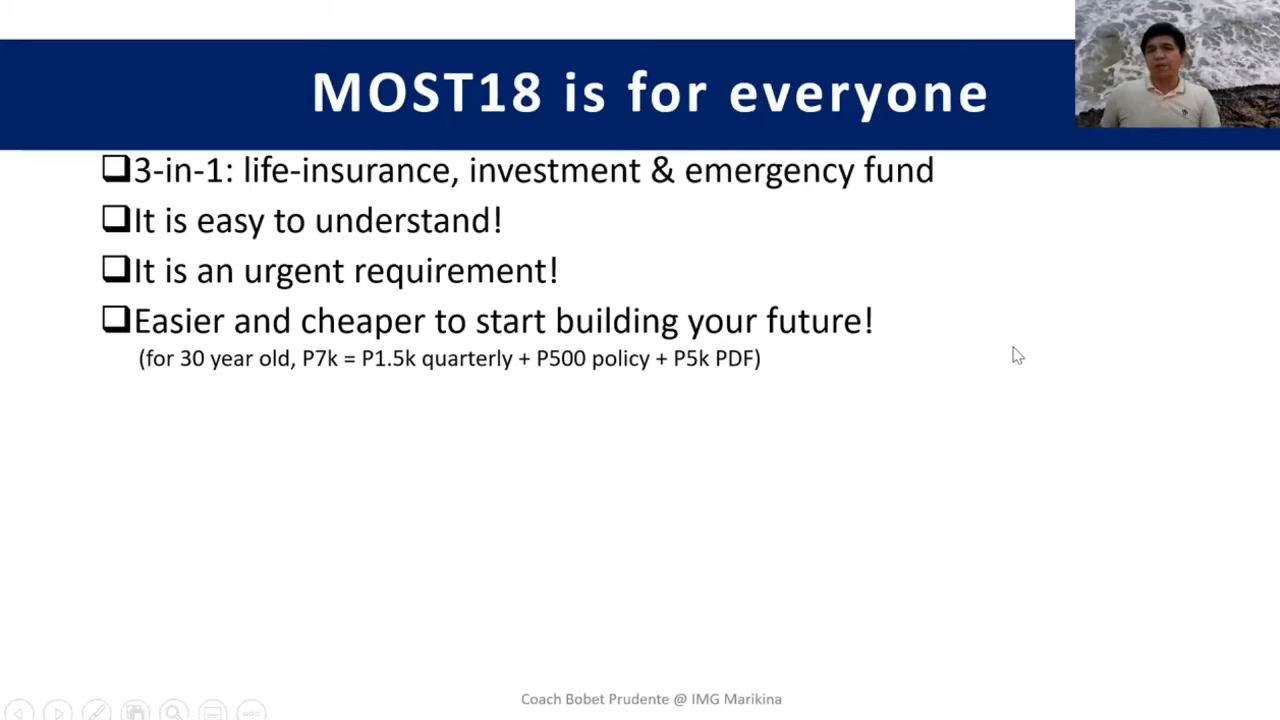 MOST18 is for everyone
3-in-1: life-insurance, investment & emergency fund
It is easy to understand!
It is an urgent requirement!
Easier and cheaper to start building your future!
(for 30 year old, P7k = P1.5k quarterly + P500 policy + P5k PDF)
Coach Bobet Prudente @ IMG Marikina